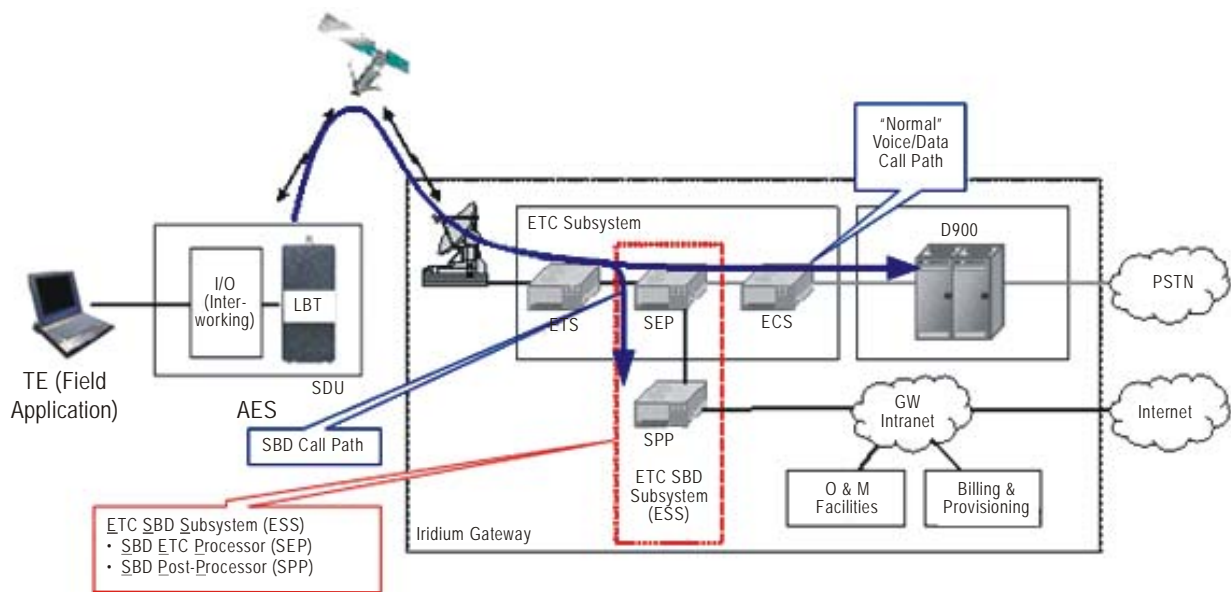 "Normal"
Voice/Data
Call Path
ETC Subsystem
D900
I/O
(Inter-
working)
LBT
PSTN
ETS
SEP
ECS
TE (Field
Application)
SDU
AES
SBD Call Path
SPP
GW
Intranet
Internet
ETC SBD
Subsystem
(ESS)
O & M
Facilities
Billing &
Provisioning
Iridium Gateway
ETC SBD Subsystem (ESS)
• SBD ETC Processor (SEP)
• SBD Post-Processor (SPP)